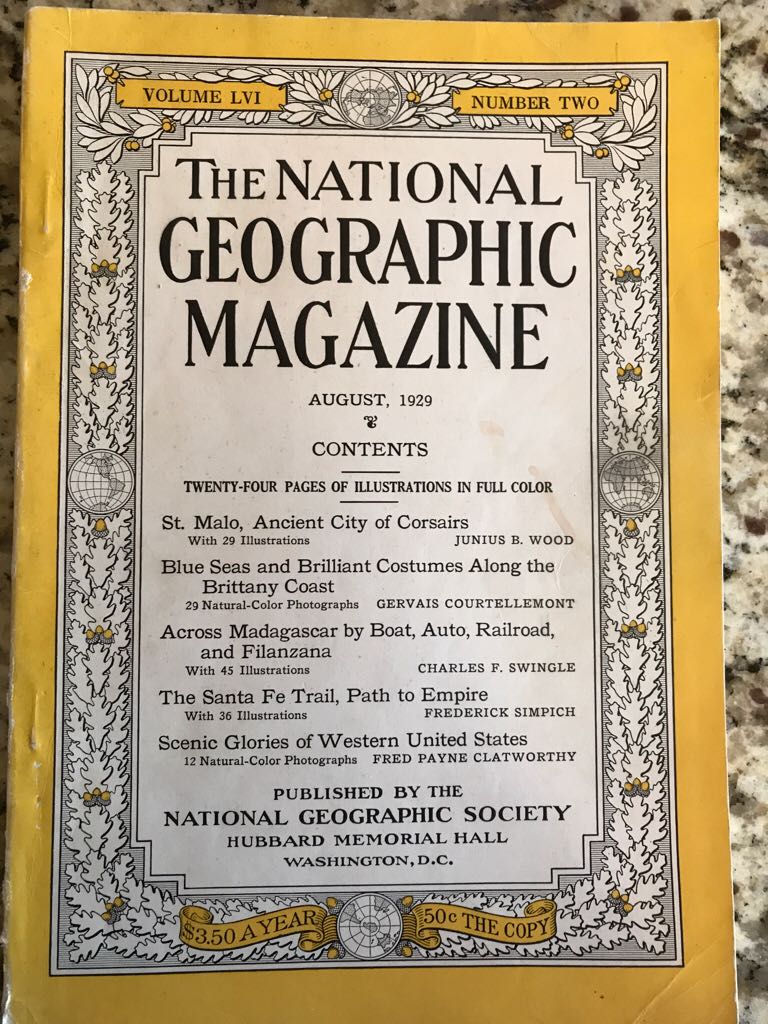 VOLUME LVI
NUMBER TWO
THE NATIONAL
GEOGRAPHIC
MAGAZINE
AUGUST, 1929
CONTENTS
TWENTY-FOUR PAGES OF ILLUSTRATIONS IN FULL COLOR
St. Malo, Ancient City of Corsairs
With 29 Illustrations JUNIUS B. WOOD
Blue Seas and Brilliant Costumes Along the
Brittany Coast
29 Natural-Color Photographs GERVAIS COURTELLEMONT
Across Madagascar by Boat, Auto, Railroad,
and Filanzana
With 45 Illustrations CHARLES F. SWINGLE
The Santa Fe Trail, Path to Empire
With 36 Illustrations FREDERICK SIMPICH
Scenic Glories of Western United States
12 Natural-Color Photographs FRED PAYNE CLATWORTHY
PUBLISHED BY THE
NATIONAL GEOGRAPHIC SOCIETY
HUBBARD MEMORIAL HALL
WASHINGTON, D.C.
$3.50 A YEAR
50c THE COPY